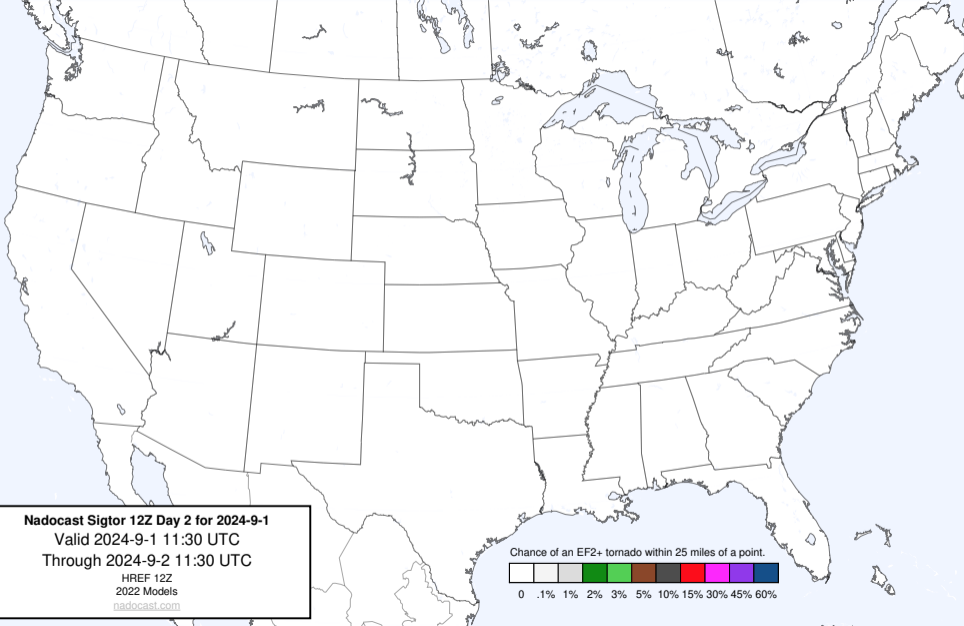 Nadocast Sigtor 12Z Day 2 for 2024-9-1
Valid 2024-9-1 11:30 UTC
Through 2024-9-2 11:30 UTC
HREF 12Z
2022 Models
nadocast.com
Chance of an EF2+ tornado within 25 miles of a point.
0 .1% 1% 2% 3% 5% 10% 15% 30% 45% 60%